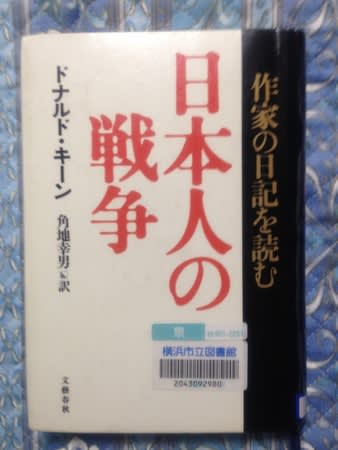 作家の日記を読む
日本人の
戦争
ドナルド・キーン
角地幸男 訳
横浜市立図書館
2043092980
文藝春秋